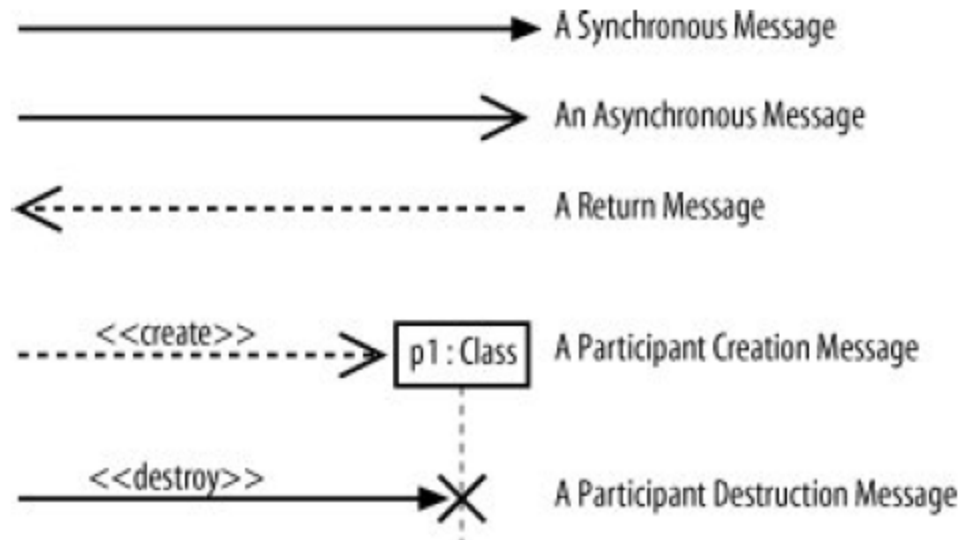 A Synchronous Message
An Asynchronous Message
A Return Message
<<create>>
p1 : Class
A Participant Creation Message
<<destroy>>
A Participant Destruction Message